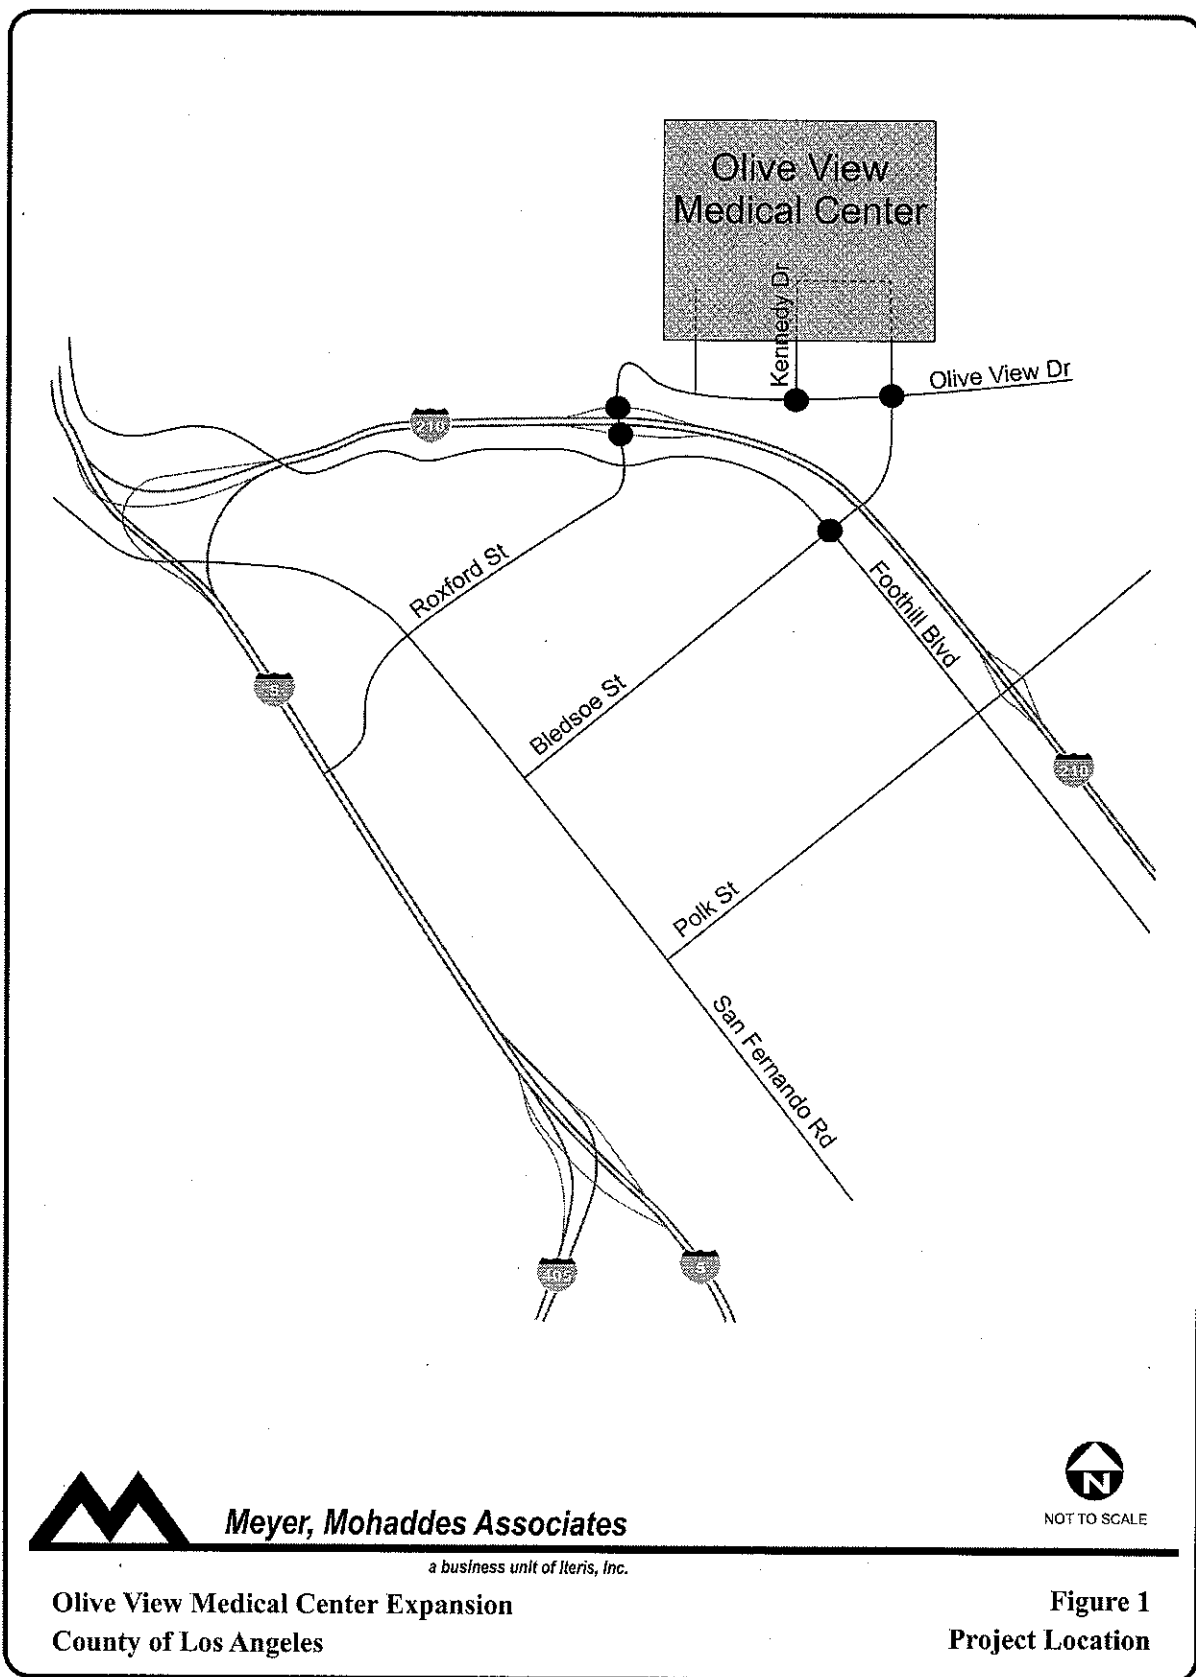 Olive View
Medical Center
Kennedy Dr
Olive View Dr
210
Roxford St
Foothill Blvd
5
Bledsoe St
210
Polk St
San Fernando Rd
405
5
N
NOT TO SCALE
Meyer, Mohaddes Associates
a business unit of Iteris, Inc.
Olive View Medical Center Expansion
County of Los Angeles
Figure 1
Project Location